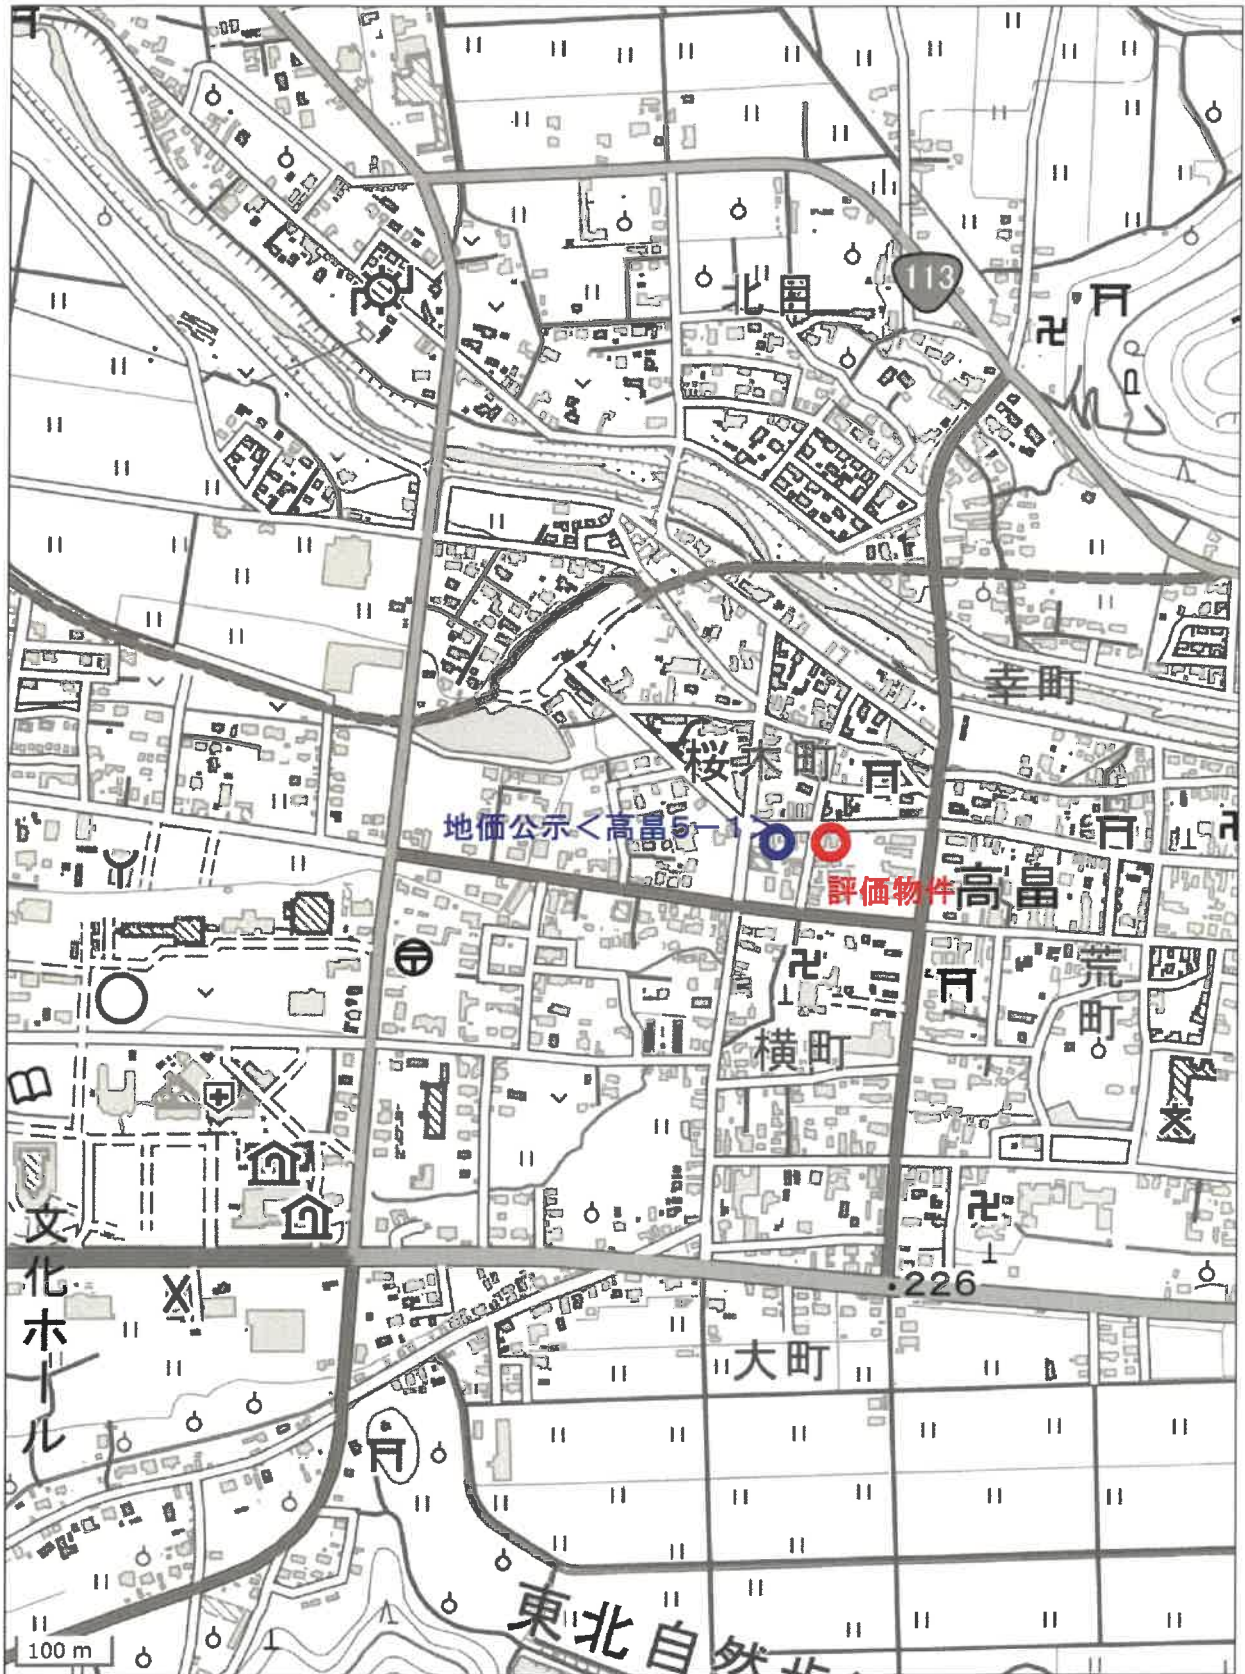 113
北目
幸町
桜木町
地価公示＜高畠5－1＞
評価物件
高畠
荒町
横町
文化ホール
・226
大町
100 m
東北自然歩